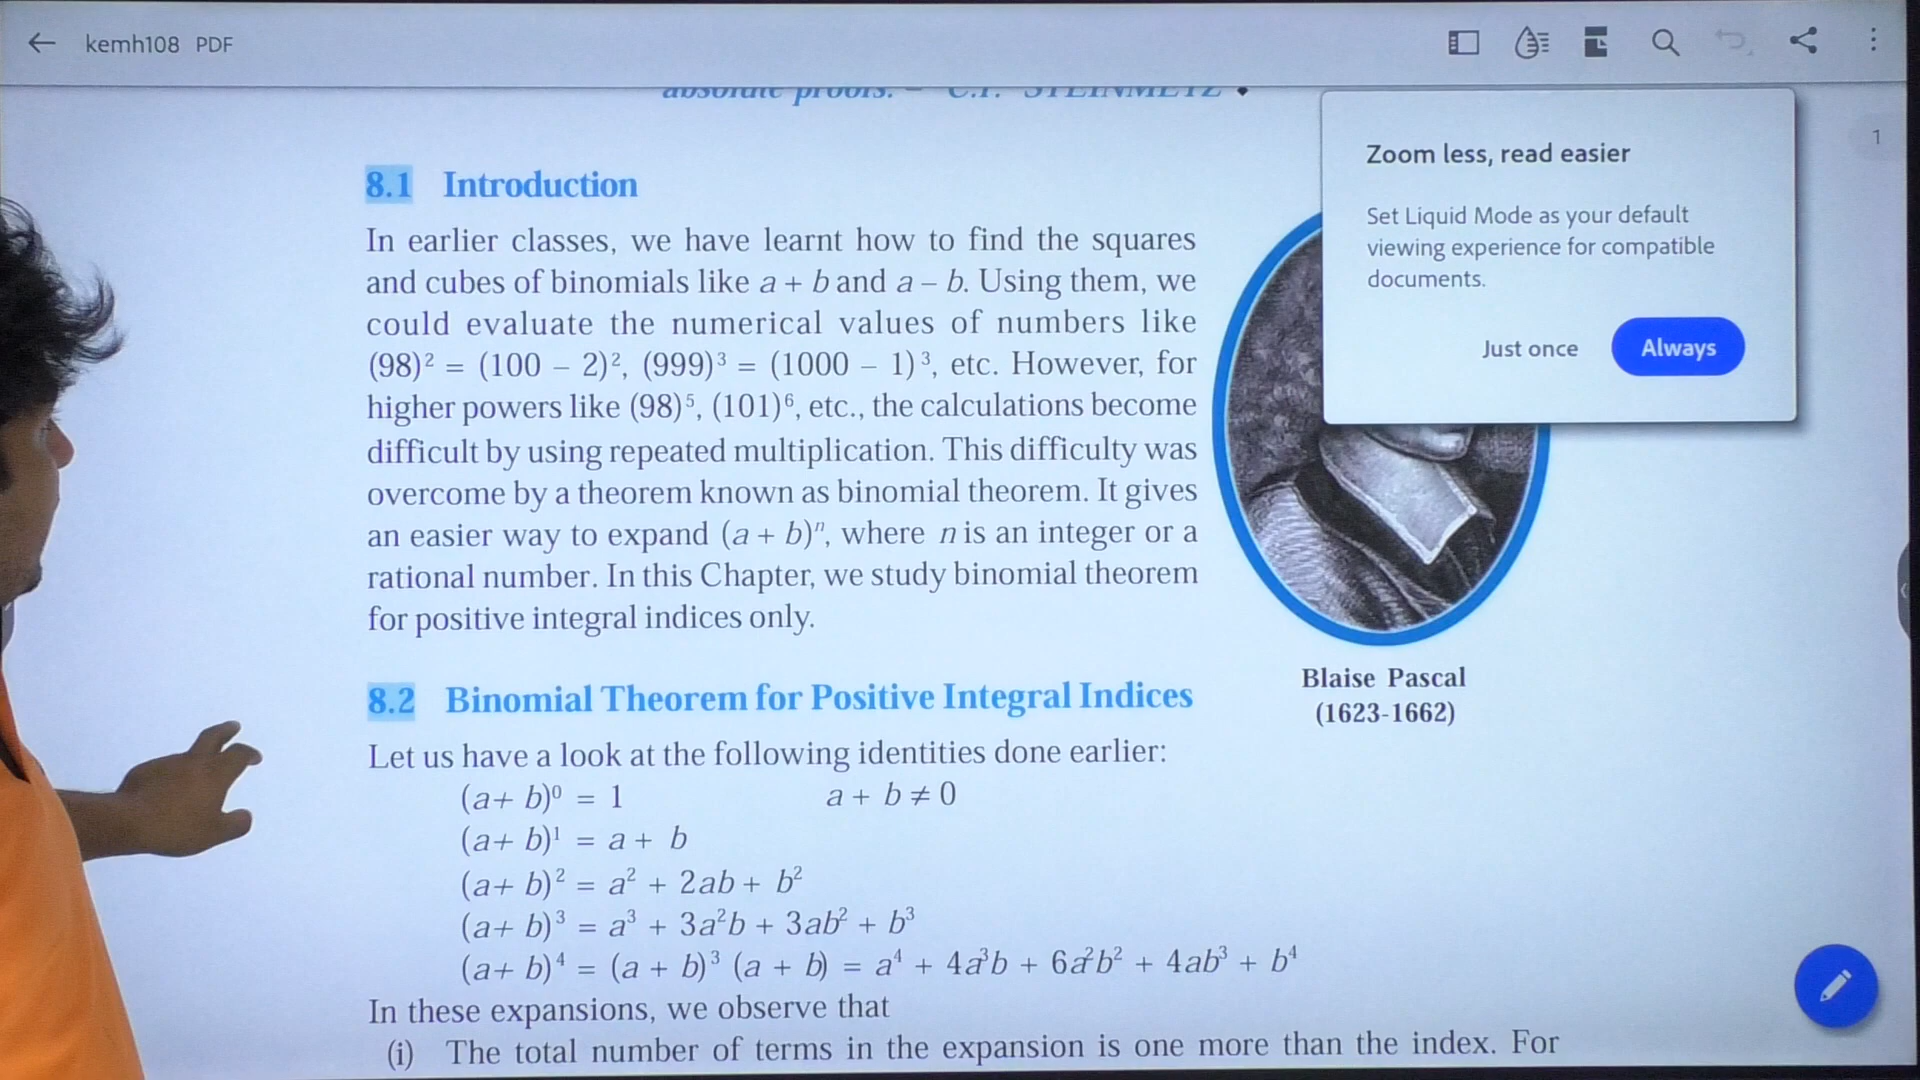 kemh108 PDF
absolute proofs. – C.P. STEINMETZ ♦
1
Zoom less, read easier
Set Liquid Mode as your default
viewing experience for compatible
documents.
Just once Always
8.1 Introduction
In earlier classes, we have learnt how to find the squares
and cubes of binomials like a + b and a – b. Using them, we
could evaluate the numerical values of numbers like
(98)² = (100 – 2)², (999)³ = (1000 – 1)³, etc. However, for
higher powers like (98)⁵, (101)⁶, etc., the calculations become
difficult by using repeated multiplication. This difficulty was
overcome by a theorem known as binomial theorem. It gives
an easier way to expand (a + b)ⁿ, where n is an integer or a
rational number. In this Chapter, we study binomial theorem
for positive integral indices only.
Blaise Pascal
(1623-1662)
8.2 Binomial Theorem for Positive Integral Indices
Let us have a look at the following identities done earlier:
(a+ b)⁰ = 1 a + b ≠ 0
(a+ b)¹ = a + b
(a+ b)² = a² + 2ab + b²
(a+ b)³ = a³ + 3a²b + 3ab² + b³
(a+ b)⁴ = (a + b)³ (a + b) = a⁴ + 4a³b + 6a²b² + 4ab³ + b⁴
In these expansions, we observe that
(i) The total number of terms in the expansion is one more than the index. For